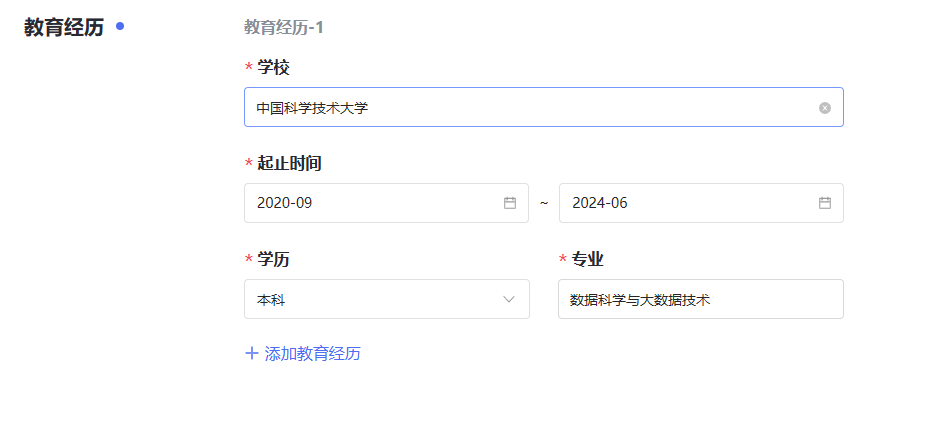 教育经历
教育经历-1
* 学校
中国科学技术大学
* 起止时间
2020-09 ~ 2024-06
* 学历 * 专业
本科 数据科学与大数据技术
+ 添加教育经历